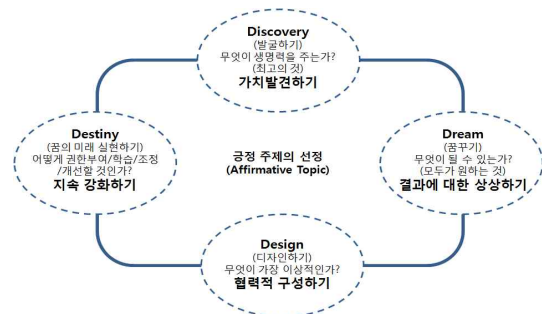 Discovery
(발굴하기)
무엇이 생명력을 주는가?
(최고의 것)
가치발견하기
Destiny
(꿈의 미래 실현하기)
어떻게 권한부여/학습/조정
/개선할 것인가?
지속 강화하기
긍정 주제의 선정
(Affirmative Topic)
Dream
(꿈꾸기)
무엇이 될 수 있는가?
(모두가 원하는 것)
결과에 대한 상상하기
Design
(디자인하기)
무엇이 가장 이상적인가?
협력적 구성하기